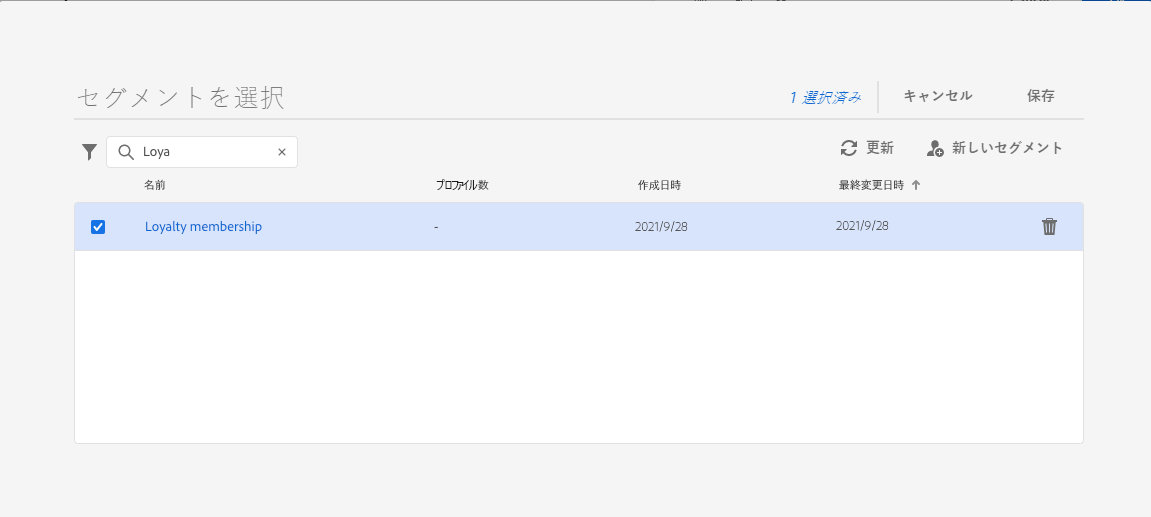 セグメントを選択
1 選択済み
キャンセル
保存
Loya
更新
新しいセグメント
名前
プロファイル数
作成日時
最終変更日時
Loyalty membership
-
2021/9/28
2021/9/28